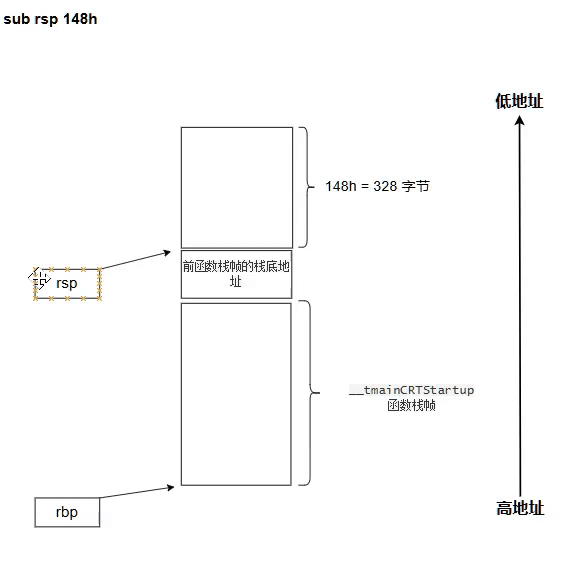 sub rsp 148h
低地址
148h = 328 字节
前函数栈帧的栈底地
址
rsp
__tmainCRTStartup
函数栈帧
rbp
高地址